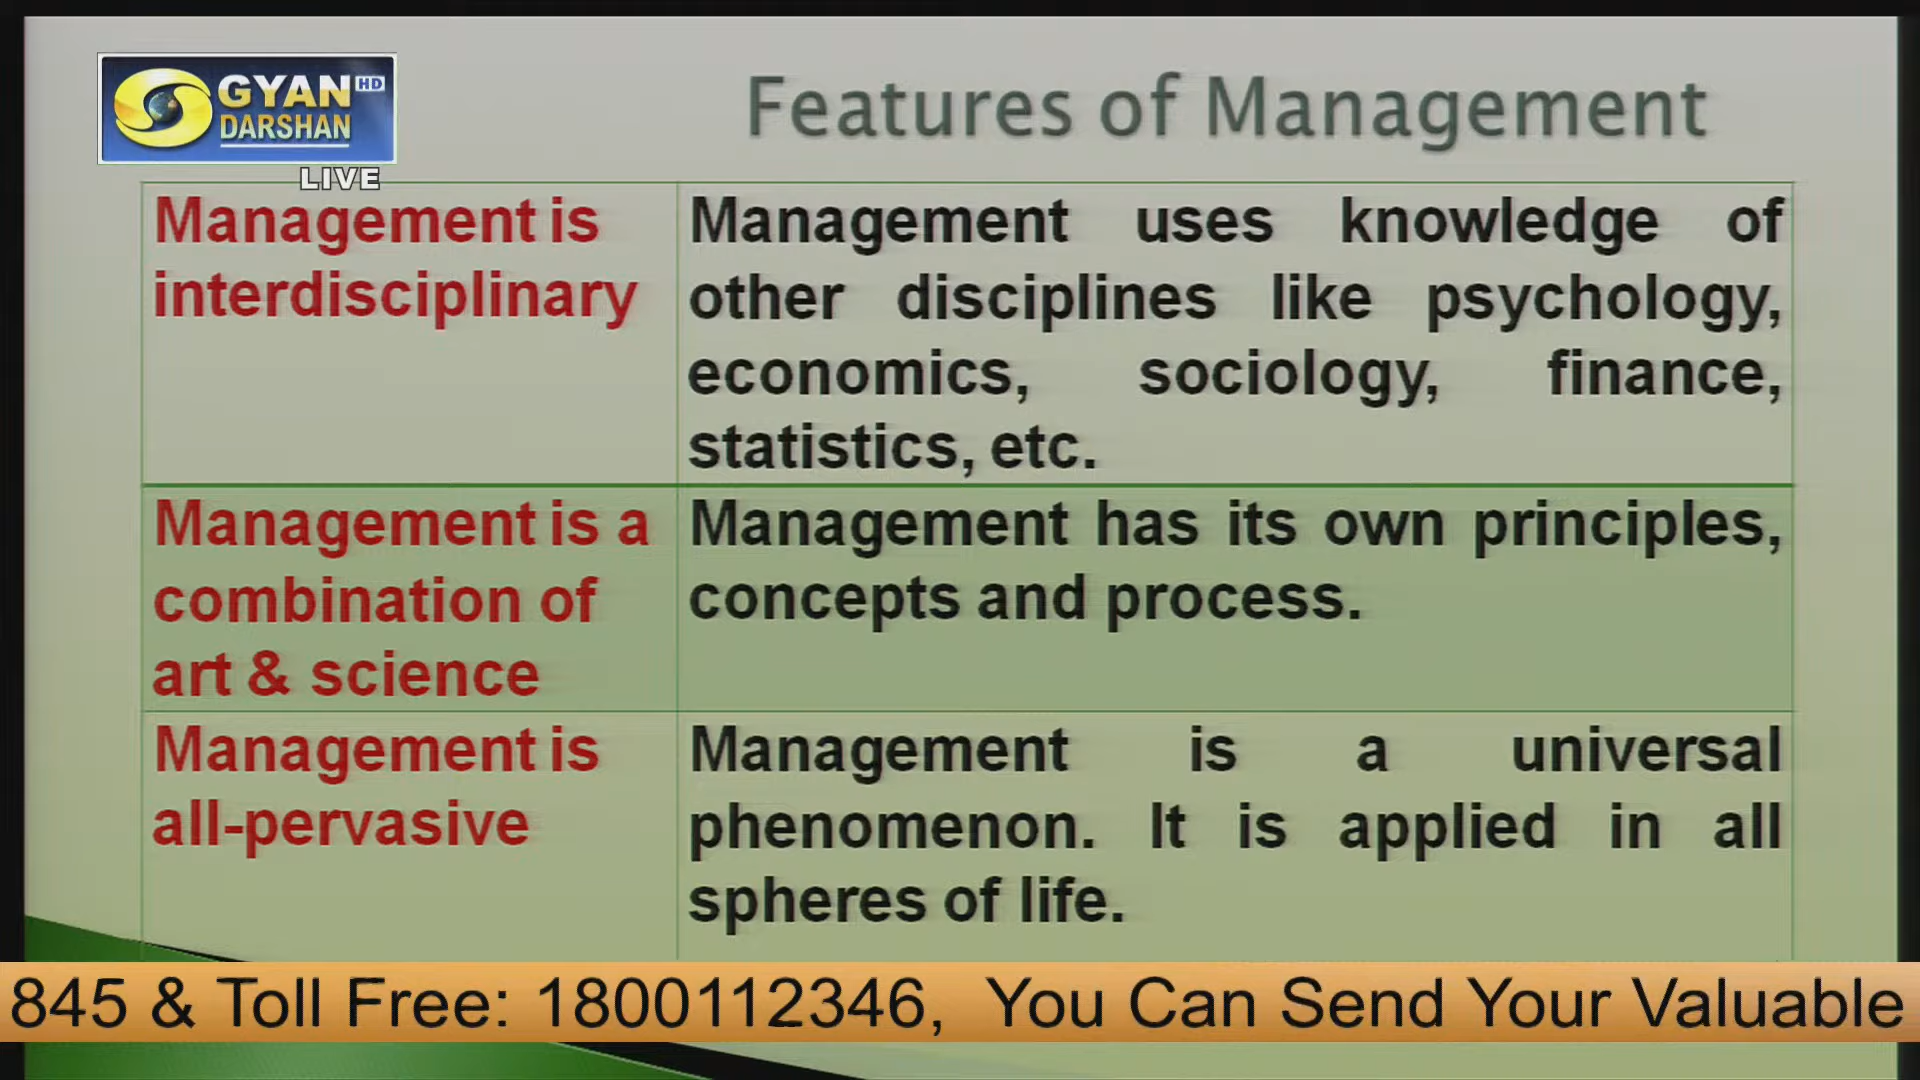 GYAN HD
DARSHAN
LIVE
Features of Management
Management is
interdisciplinary
Management uses knowledge of
other disciplines like psychology,
economics, sociology, finance,
statistics, etc.
Management is a
combination of
art & science
Management has its own principles,
concepts and process.
Management is
all-pervasive
Management is a universal
phenomenon. It is applied in all
spheres of life.
845 & Toll Free: 1800112346, You Can Send Your Valuable